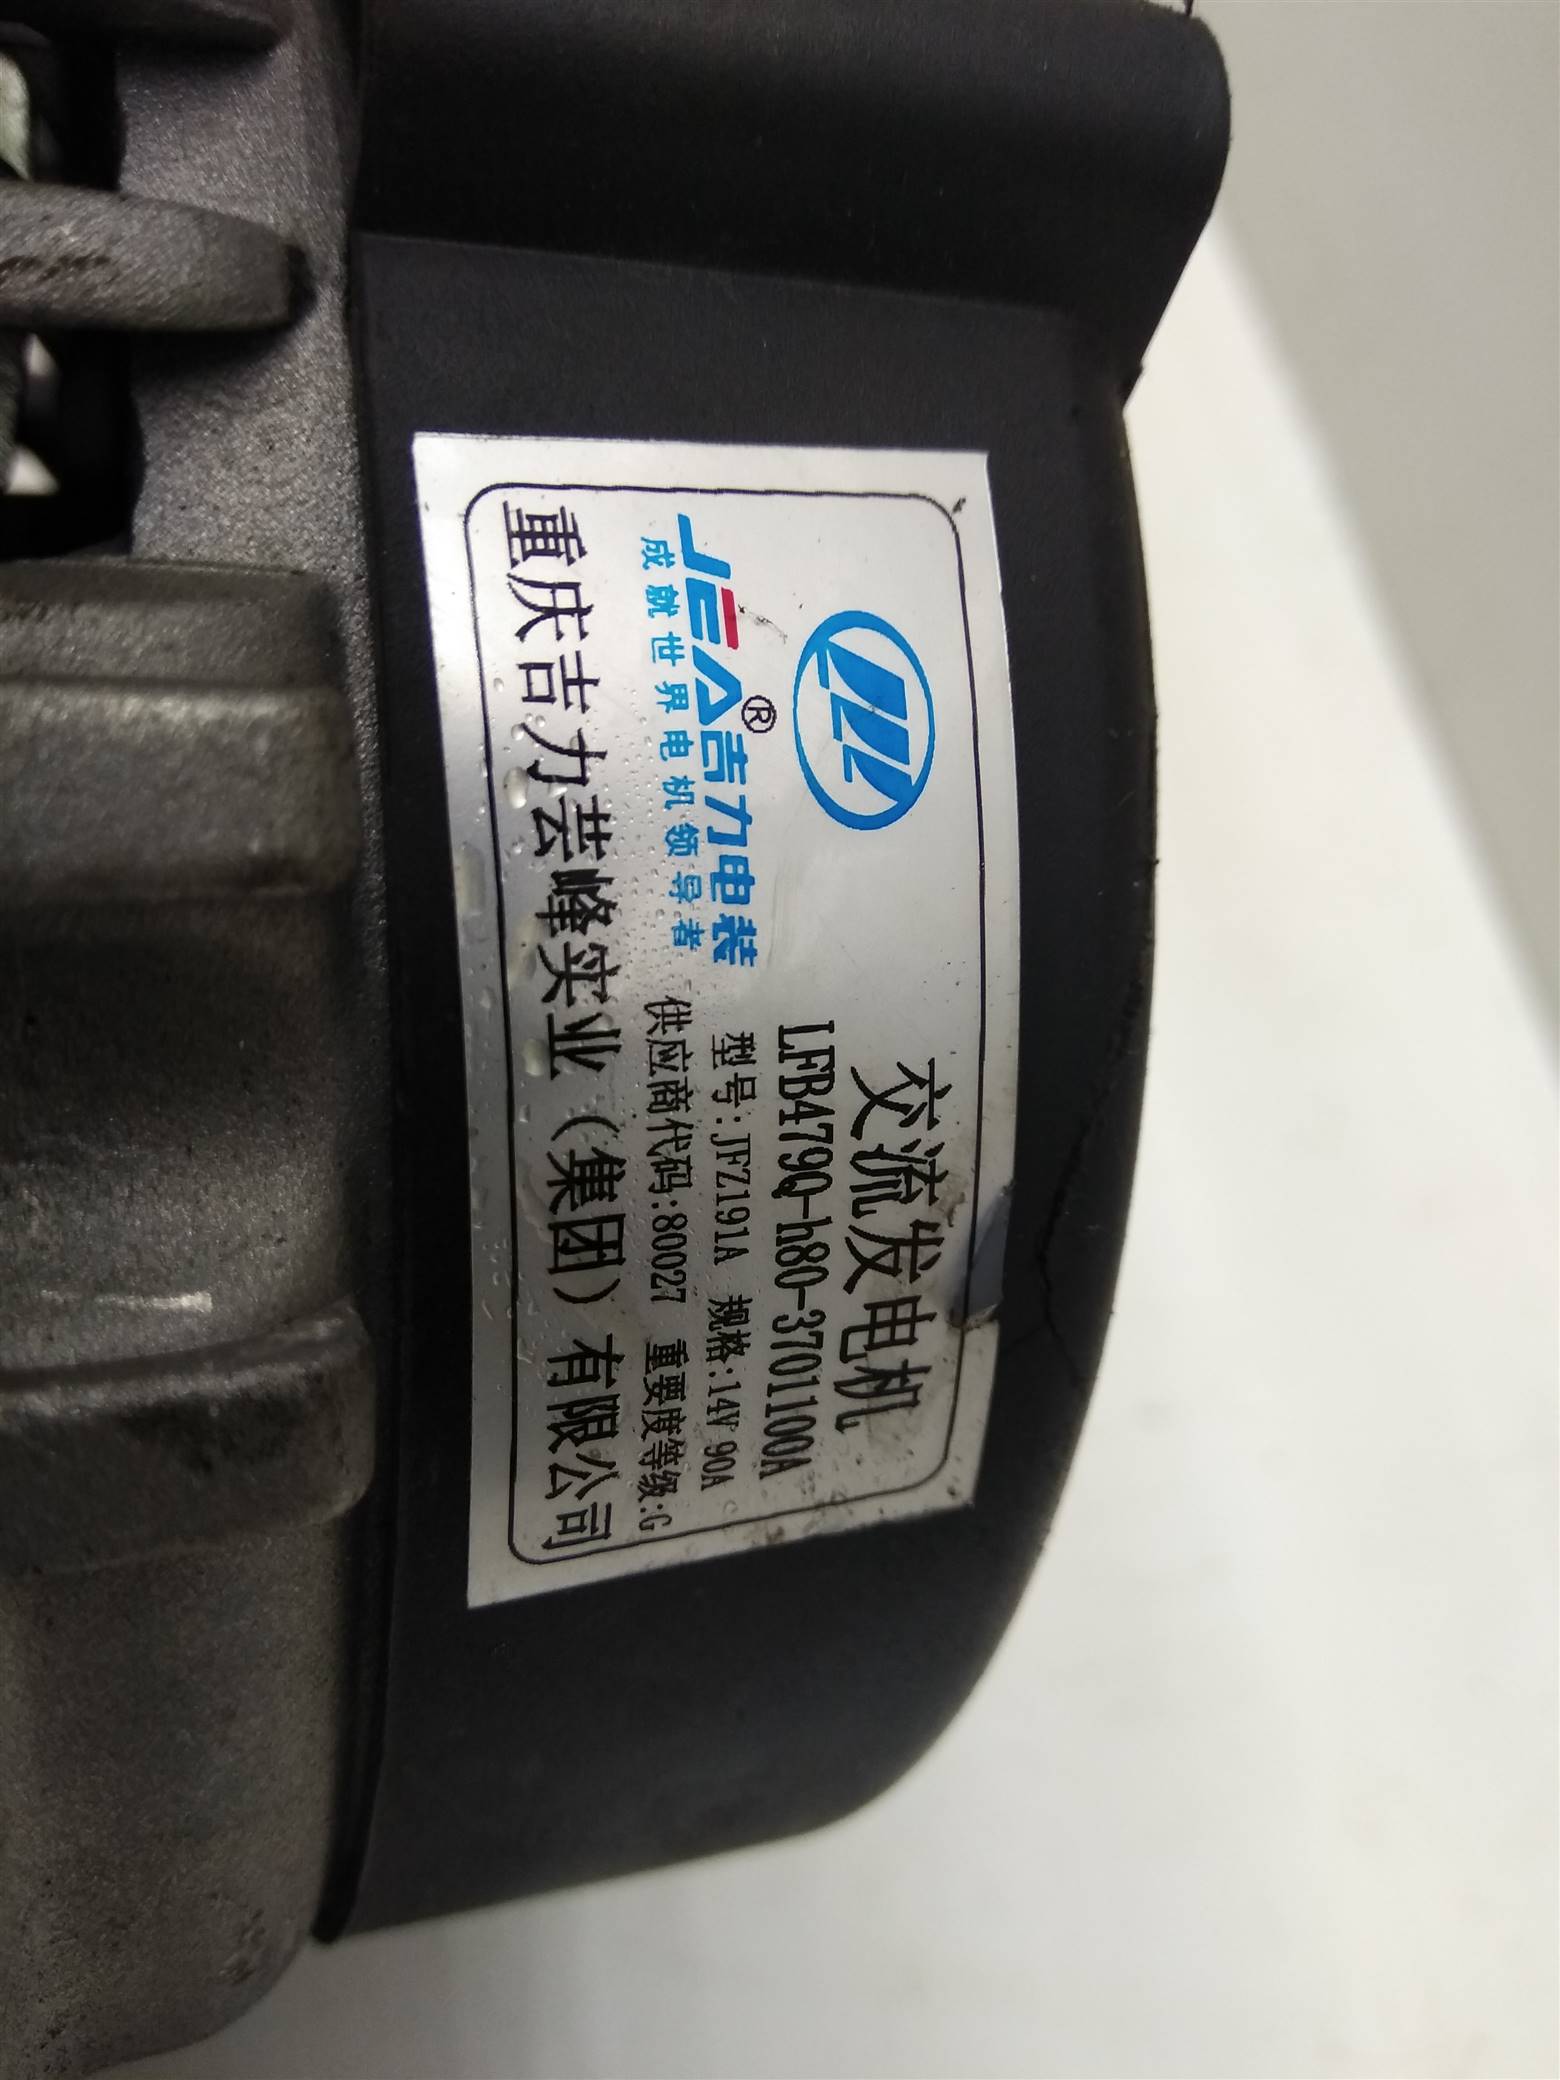 交流发电机
LFB479Q-h80-3701100A
JEA®吉力电装
成就世界电机领导者
型号:JFZ191A 规格:14V 90A
供应商代码:80027 重要度等级:G
重庆吉力芸峰实业（集团）有限公司